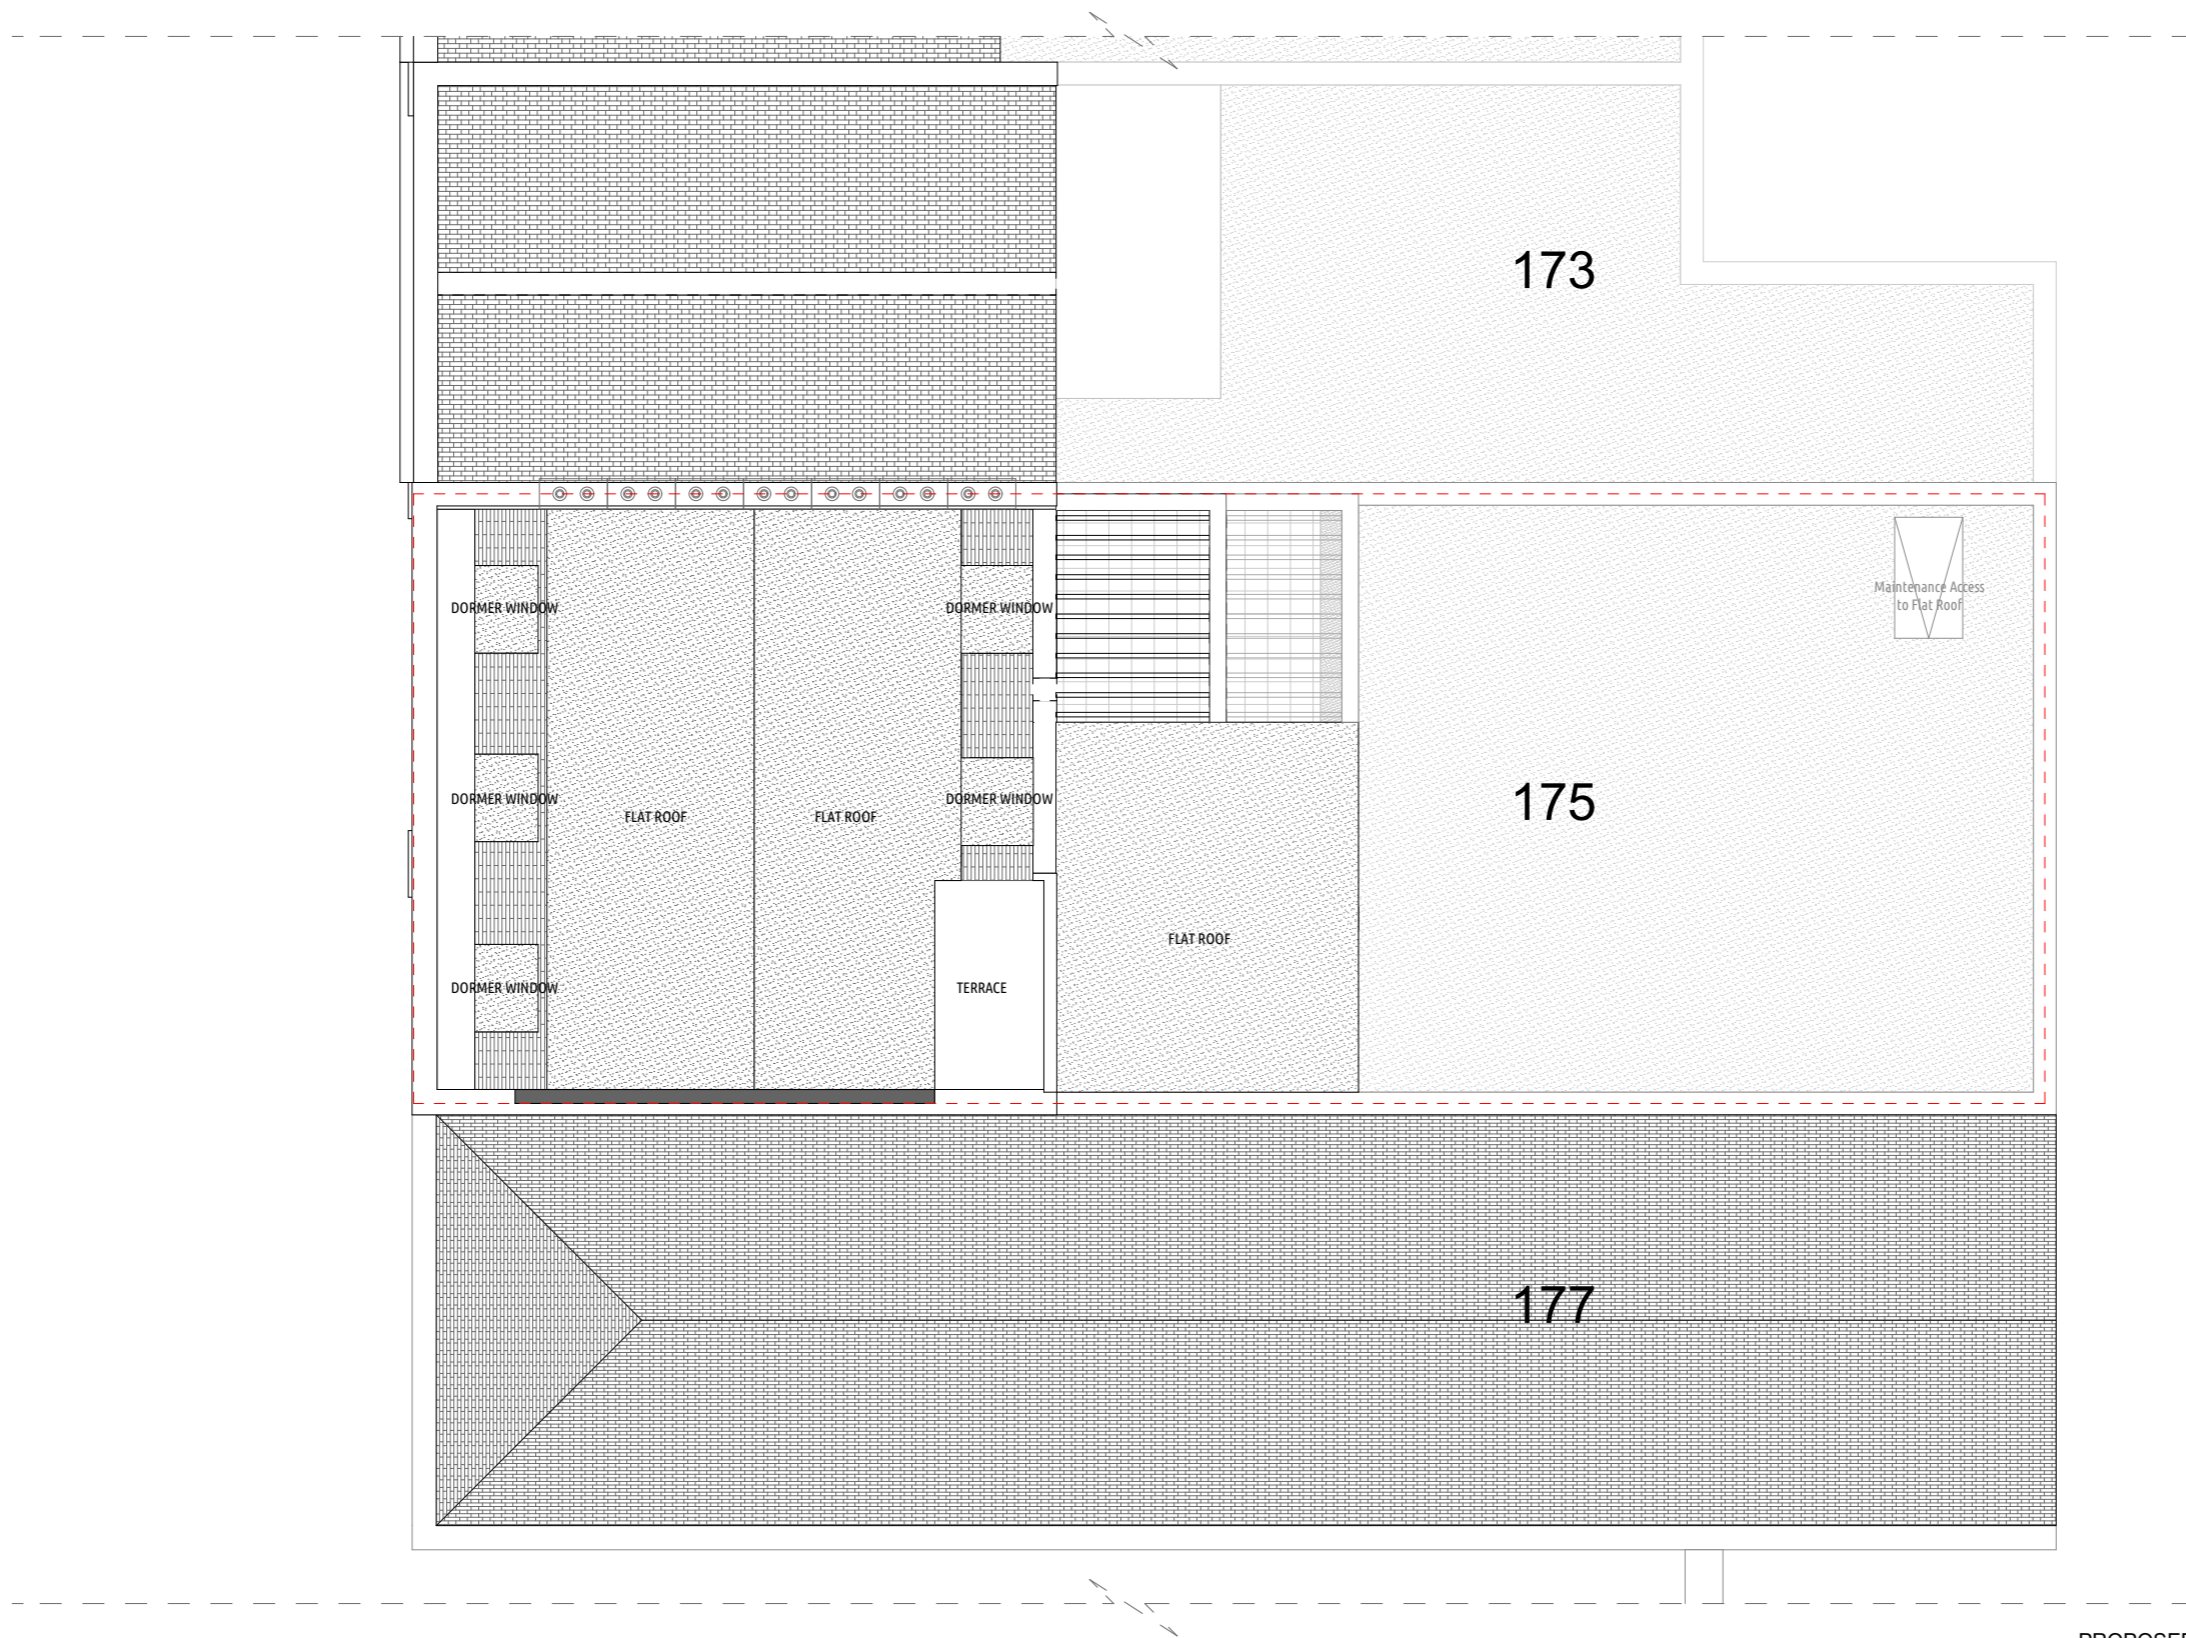 173
Maintenance Access
to Flat Roof
DORMER WINDOW
DORMER WINDOW
DORMER WINDOW
DORMER WINDOW
FLAT ROOF
FLAT ROOF
175
FLAT ROOF
DORMER WINDOW
TERRACE
177
PROPOSED